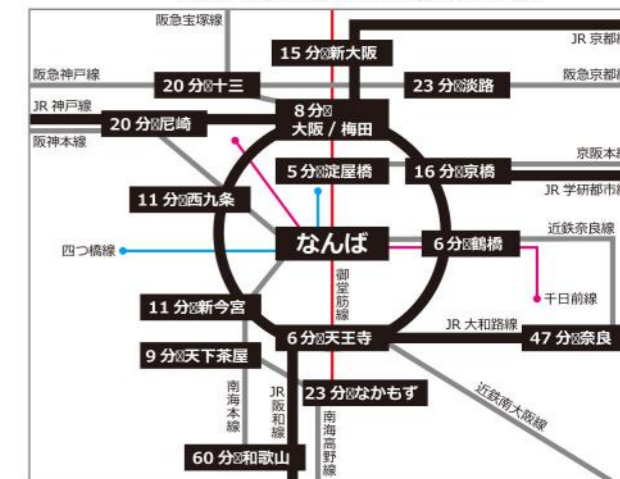 阪急宝塚線
15 分 新大阪
JR 京都線
阪急神戸線
20 分 十三
23 分 淡路
阪急京都線
JR 神戸線
8 分
大阪 / 梅田
20 分 尼崎
阪神本線
京阪本線
5 分 淀屋橋
16 分 京橋
JR 学研都市線
11 分 西九条
なんば
近鉄奈良線
6 分 鶴橋
四つ橋線
御堂筋線
千日前線
11 分 新今宮
6 分 天王寺
JR 大和路線
47 分 奈良
9 分 天下茶屋
23 分 なかもず
近鉄南大阪線
南海本線
JR 阪和線
南海高野線
60 分 和歌山